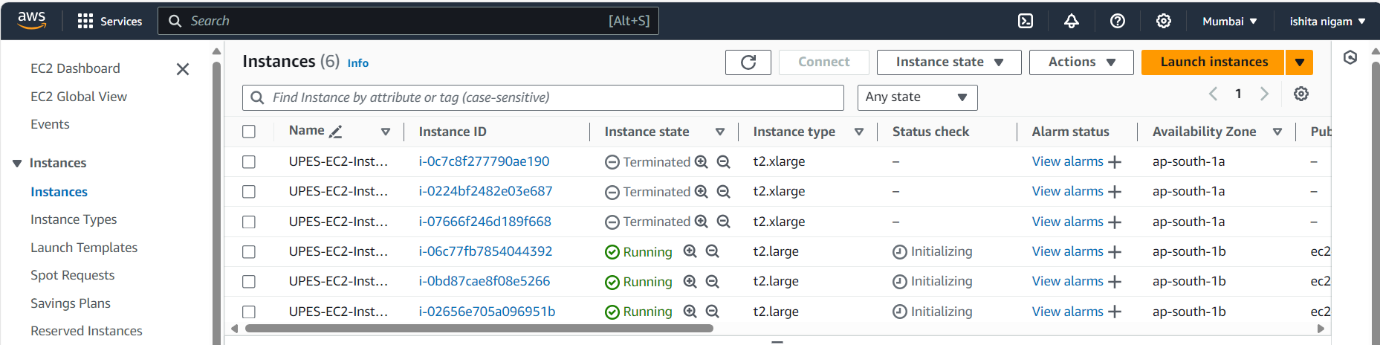 aws Services Search [Alt+S] Mumbai ishita nigam
EC2 Dashboard
EC2 Global View
Events
Instances
Instances
Instance Types
Launch Templates
Spot Requests
Savings Plans
Reserved Instances
Instances (6) Info Connect Instance state Actions Launch instances
Find Instance by attribute or tag (case-sensitive) Any state 1
Name Instance ID Instance state Instance type Status check Alarm status Availability Zone Pub
UPES-EC2-Inst... i-0c7c8f277790ae190 Terminated t2.xlarge – View alarms + ap-south-1a –
UPES-EC2-Inst... i-0224bf2482e03e687 Terminated t2.xlarge – View alarms + ap-south-1a –
UPES-EC2-Inst... i-07666f246d189f668 Terminated t2.xlarge – View alarms + ap-south-1a –
UPES-EC2-Inst... i-06c77fb7854044392 Running t2.large Initializing View alarms + ap-south-1b ec2
UPES-EC2-Inst... i-0bd87cae8f08e5266 Running t2.large Initializing View alarms + ap-south-1b ec2
UPES-EC2-Inst... i-02656e705a096951b Running t2.large Initializing View alarms + ap-south-1b ec2